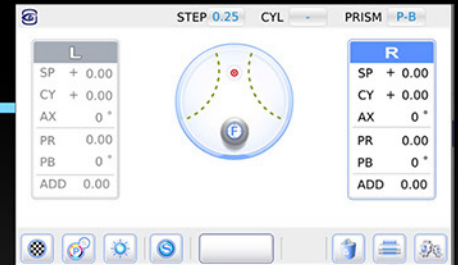 STEP 0.25 CYL - PRISM P-B
L
SP + 0.00
CY + 0.00
AX 0 °
PR 0.00
PB 0 °
ADD 0.00
F
R
SP + 0.00
CY + 0.00
AX 0 °
PR 0.00
PB 0 °
ADD 0.00
P
S